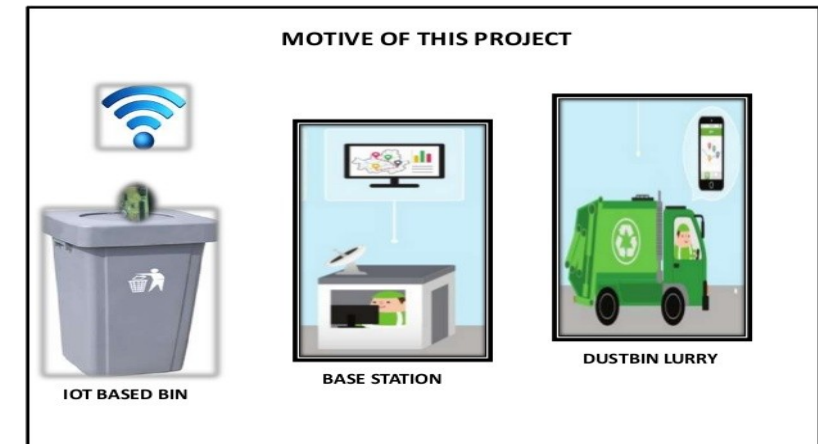 MOTIVE OF THIS PROJECT
IOT BASED BIN
BASE STATION
DUSTBIN LURRY